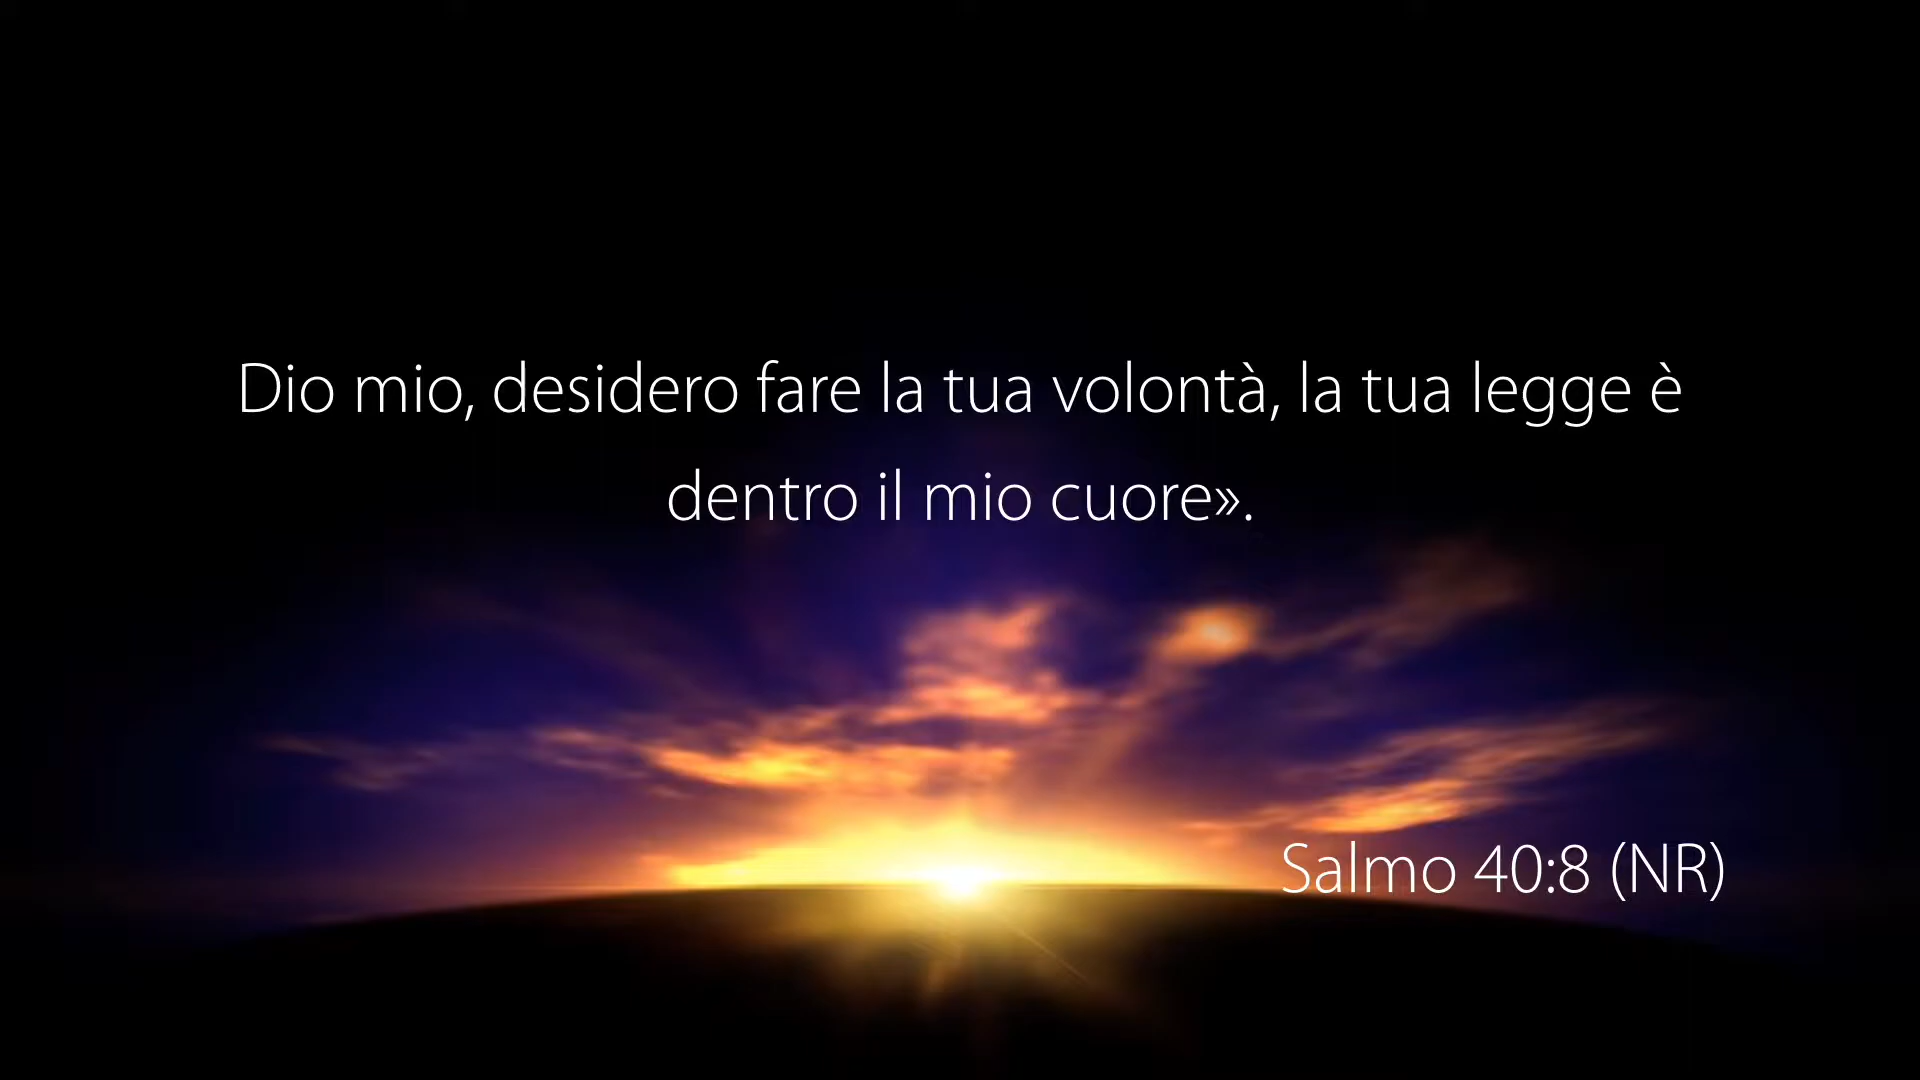 Dio mio, desidero fare la tua volontà, la tua legge è
dentro il mio cuore».
Salmo 40:8 (NR)